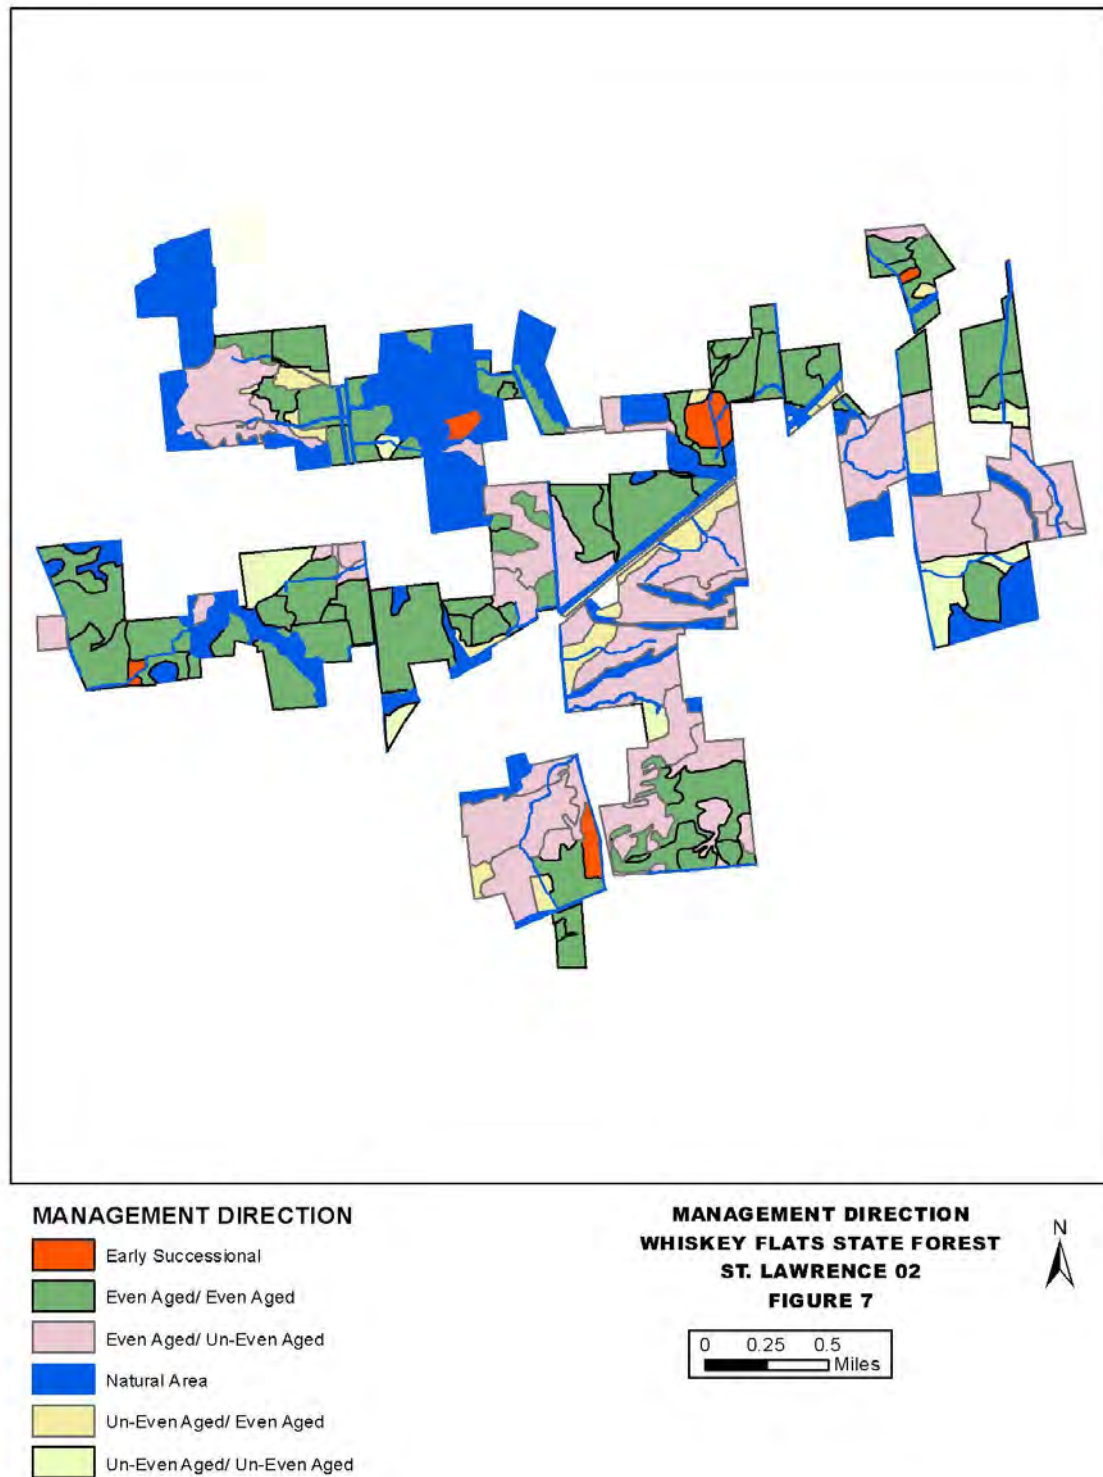 MANAGEMENT DIRECTION
Early Successional
Even Aged/ Even Aged
Even Aged/ Un-Even Aged
Natural Area
Un-Even Aged/ Even Aged
Un-Even Aged/ Un-Even Aged
MANAGEMENT DIRECTION
WHISKEY FLATS STATE FOREST
ST. LAWRENCE 02
FIGURE 7
N
0 0.25 0.5
Miles